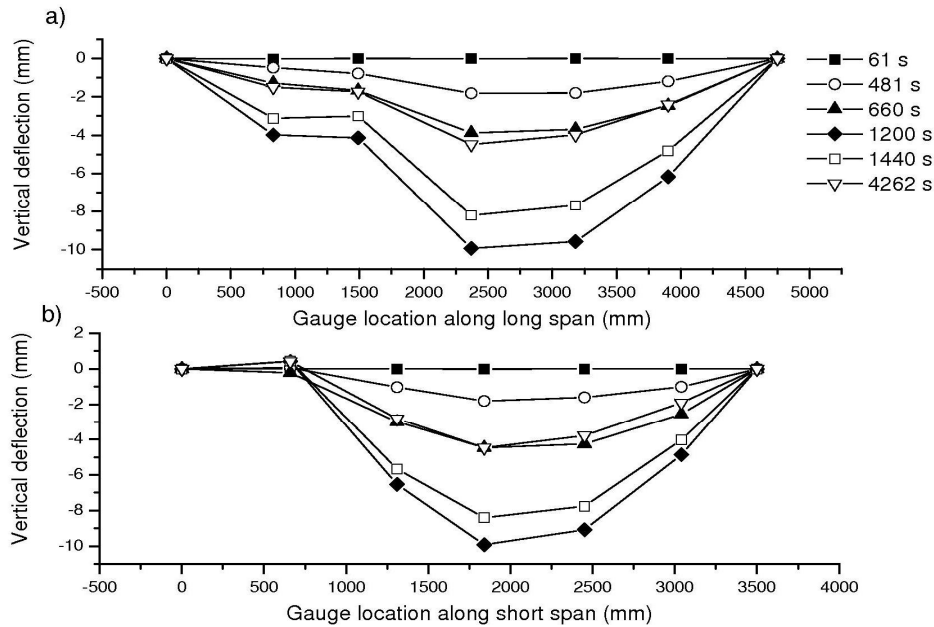 a)
Vertical deflection (mm)
0
-2
-4
-6
-8
-10
-500 0 500 1000 1500 2000 2500 3000 3500 4000 4500 5000
Gauge location along long span (mm)
61 s
481 s
660 s
1200 s
1440 s
4262 s
b)
Vertical deflection (mm)
2
0
-2
-4
-6
-8
-10
-500 0 500 1000 1500 2000 2500 3000 3500 4000
Gauge location along short span (mm)